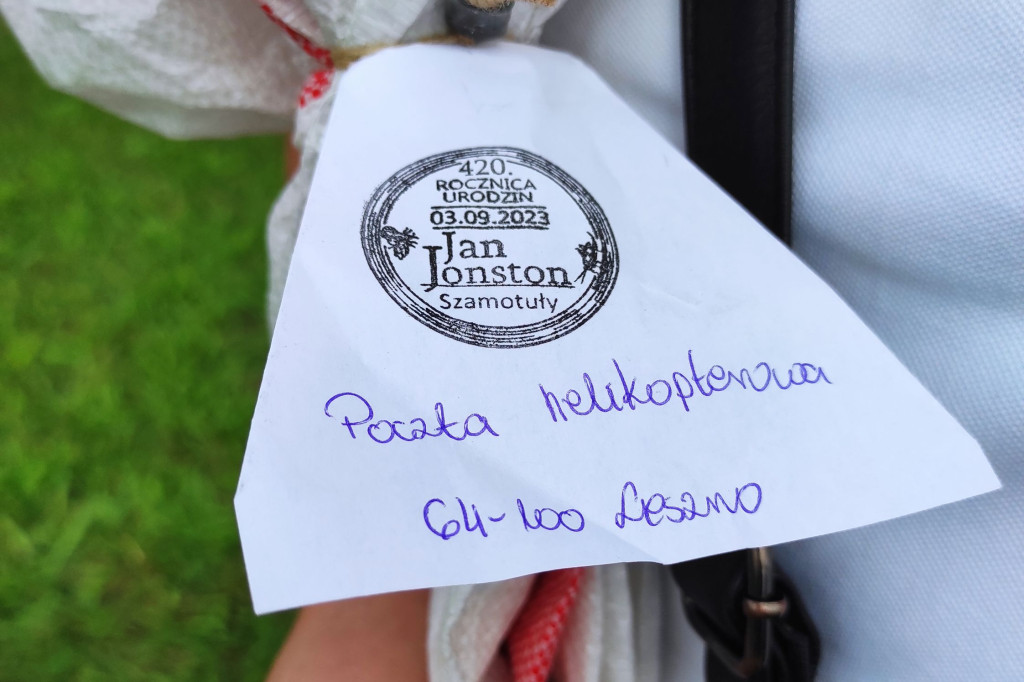 420.
ROCZNICA
URODZIN
03.09.2023
Jan
Jonston
Szamotuły
Poczta helikopterowa
64-100 Leszno